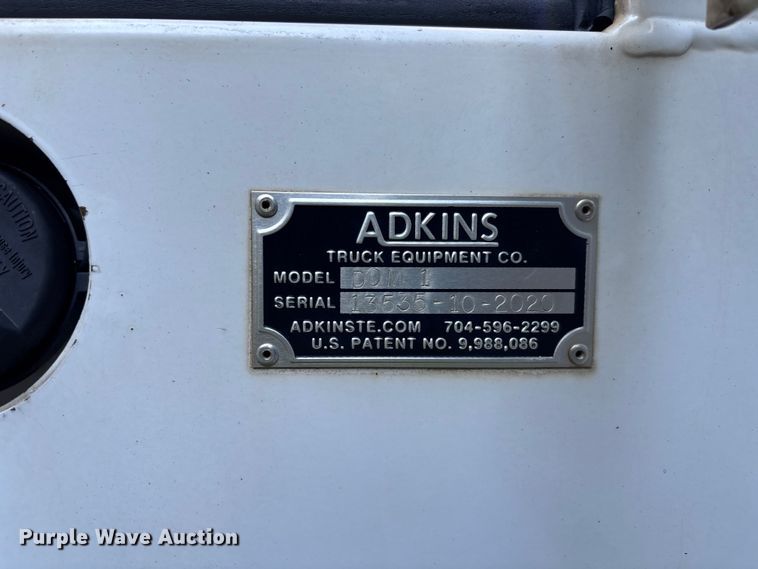 CAUTION
ADKINS
TRUCK EQUIPMENT CO.
MODEL DOM 1
SERIAL 13535-10-2020
ADKINSTE.COM 704-596-2299
U.S. PATENT NO. 9,988,086
Purple Wave Auction